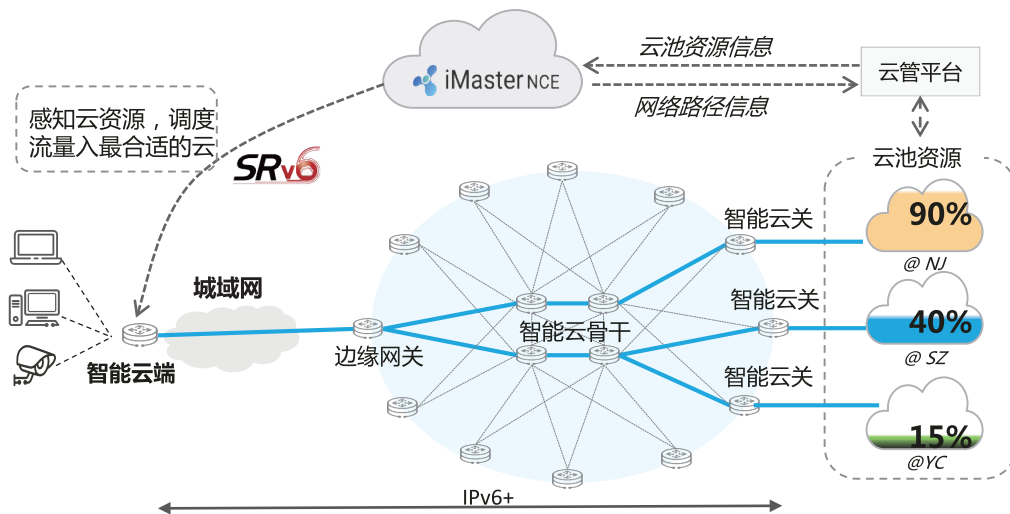 云池资源信息
iMaster NCE
云管平台
网络路径信息
感知云资源，调度
流量入最合适的云
SRv6
云池资源
90%
@ NJ
智能云关
城域网
智能云关
40%
@ SZ
智能云骨干
边缘网关
智能云端
智能云关
15%
@YC
IPv6+